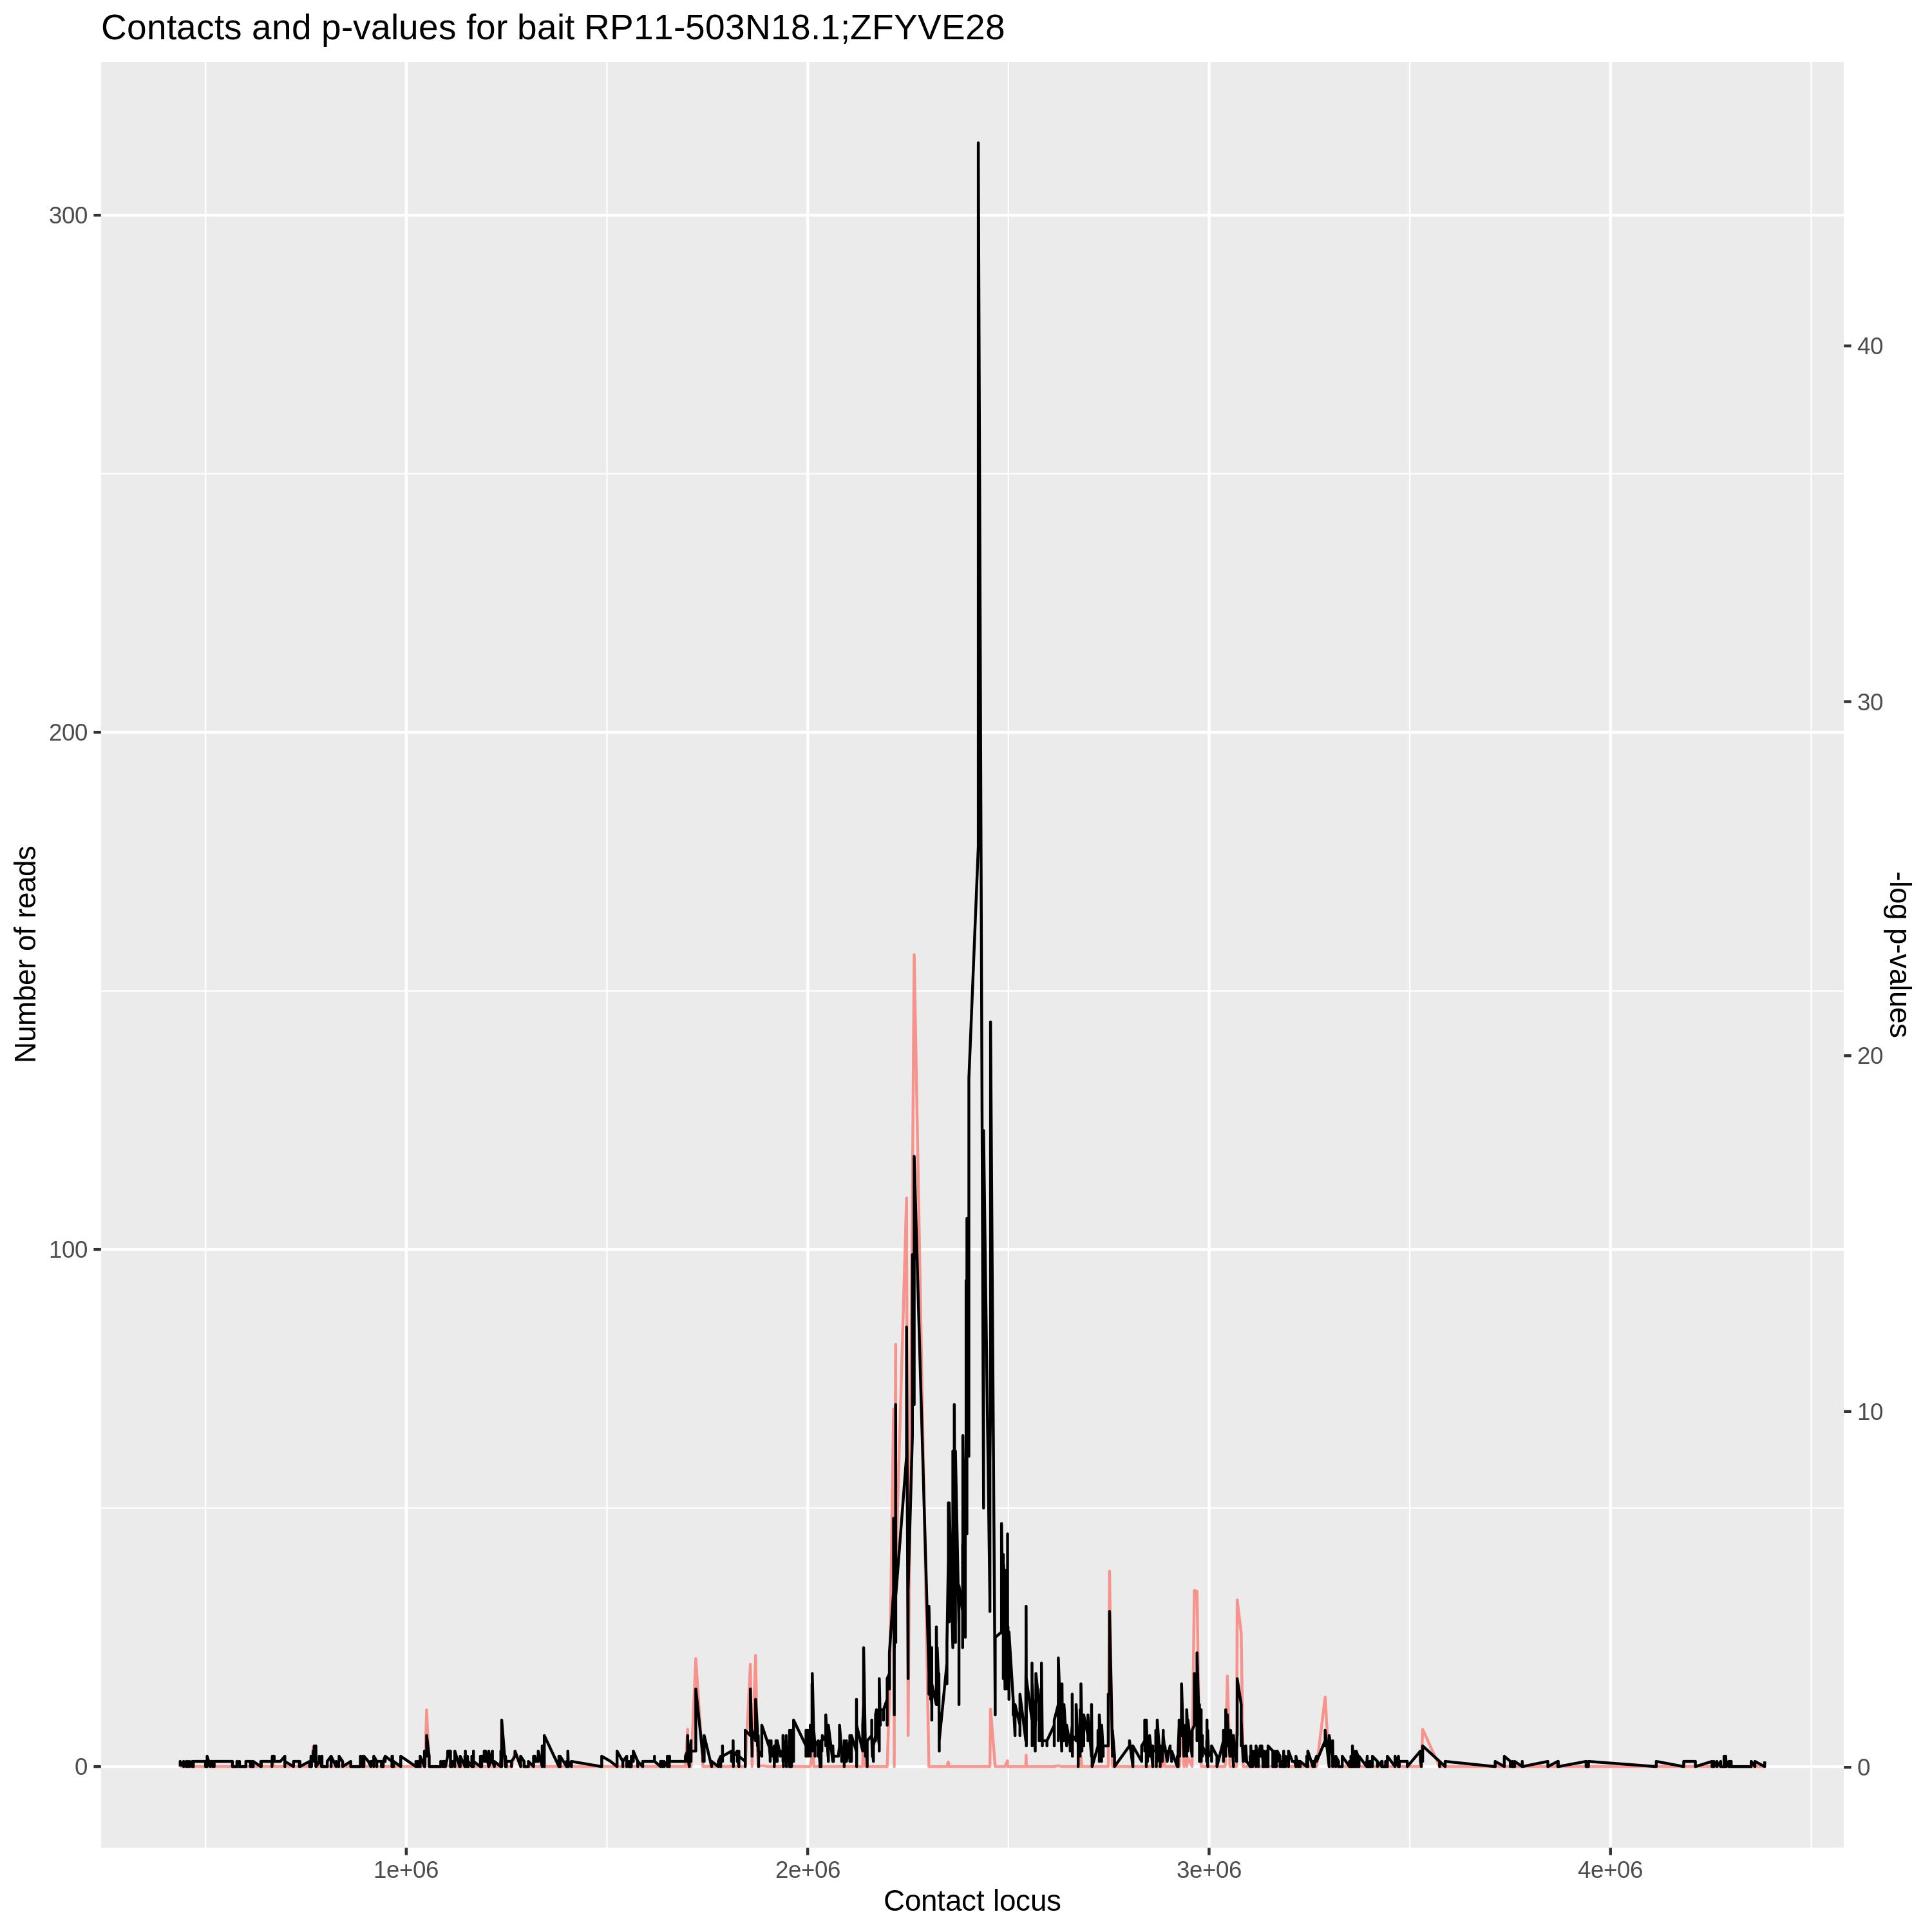 Contacts and p-values for bait RP11-503N18.1;ZFYVE28
300
200
100
0
Number of reads
40
30
20
10
0
-log p-values
1e+06
2e+06
3e+06
4e+06
Contact locus